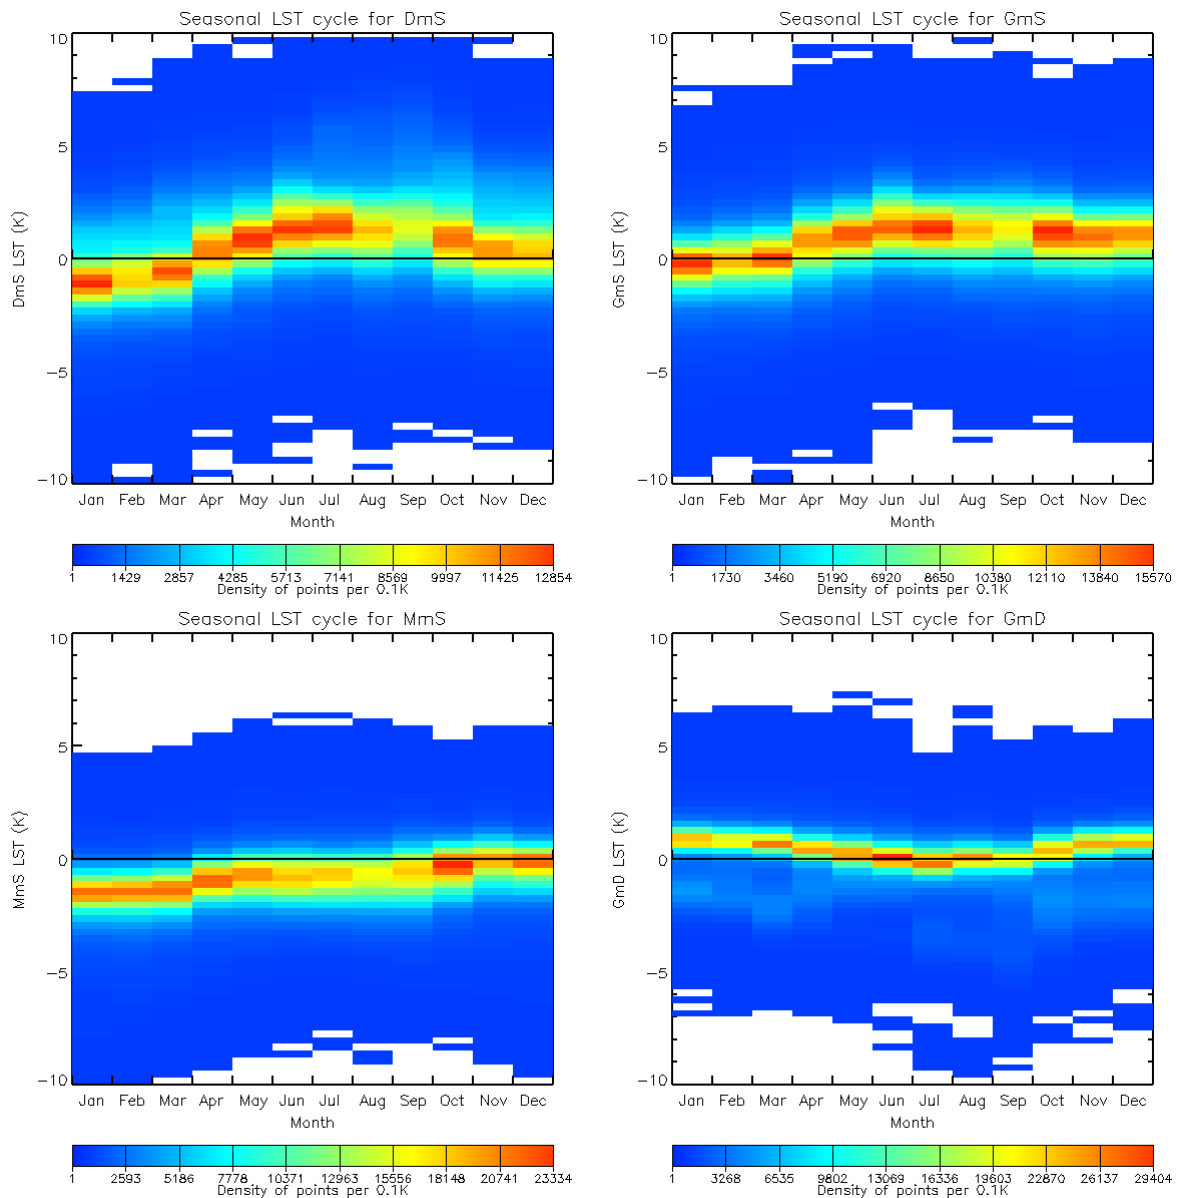 Seasonal LST cycle for DmS
10
5
0
−5
−10
DmS LST (K)
Jan Feb Mar Apr May Jun Jul Aug Sep Oct Nov Dec
Month
1 1429 2857 4285 5713 7141 8569 9997 11425 12854
Density of points per 0.1K
Seasonal LST cycle for GmS
10
5
0
−5
−10
GmS LST (K)
Jan Feb Mar Apr May Jun Jul Aug Sep Oct Nov Dec
Month
1 1730 3460 5190 6920 8650 10380 12110 13840 15570
Density of points per 0.1K
Seasonal LST cycle for MmS
10
5
0
−5
−10
MmS LST (K)
Jan Feb Mar Apr May Jun Jul Aug Sep Oct Nov Dec
Month
1 2593 5186 7778 10371 12963 15556 18148 20741 23334
Density of points per 0.1K
Seasonal LST cycle for GmD
10
5
0
−5
−10
GmD LST (K)
Jan Feb Mar Apr May Jun Jul Aug Sep Oct Nov Dec
Month
1 3268 6535 9802 13069 16336 19603 22870 26137 29404
Density of points per 0.1K